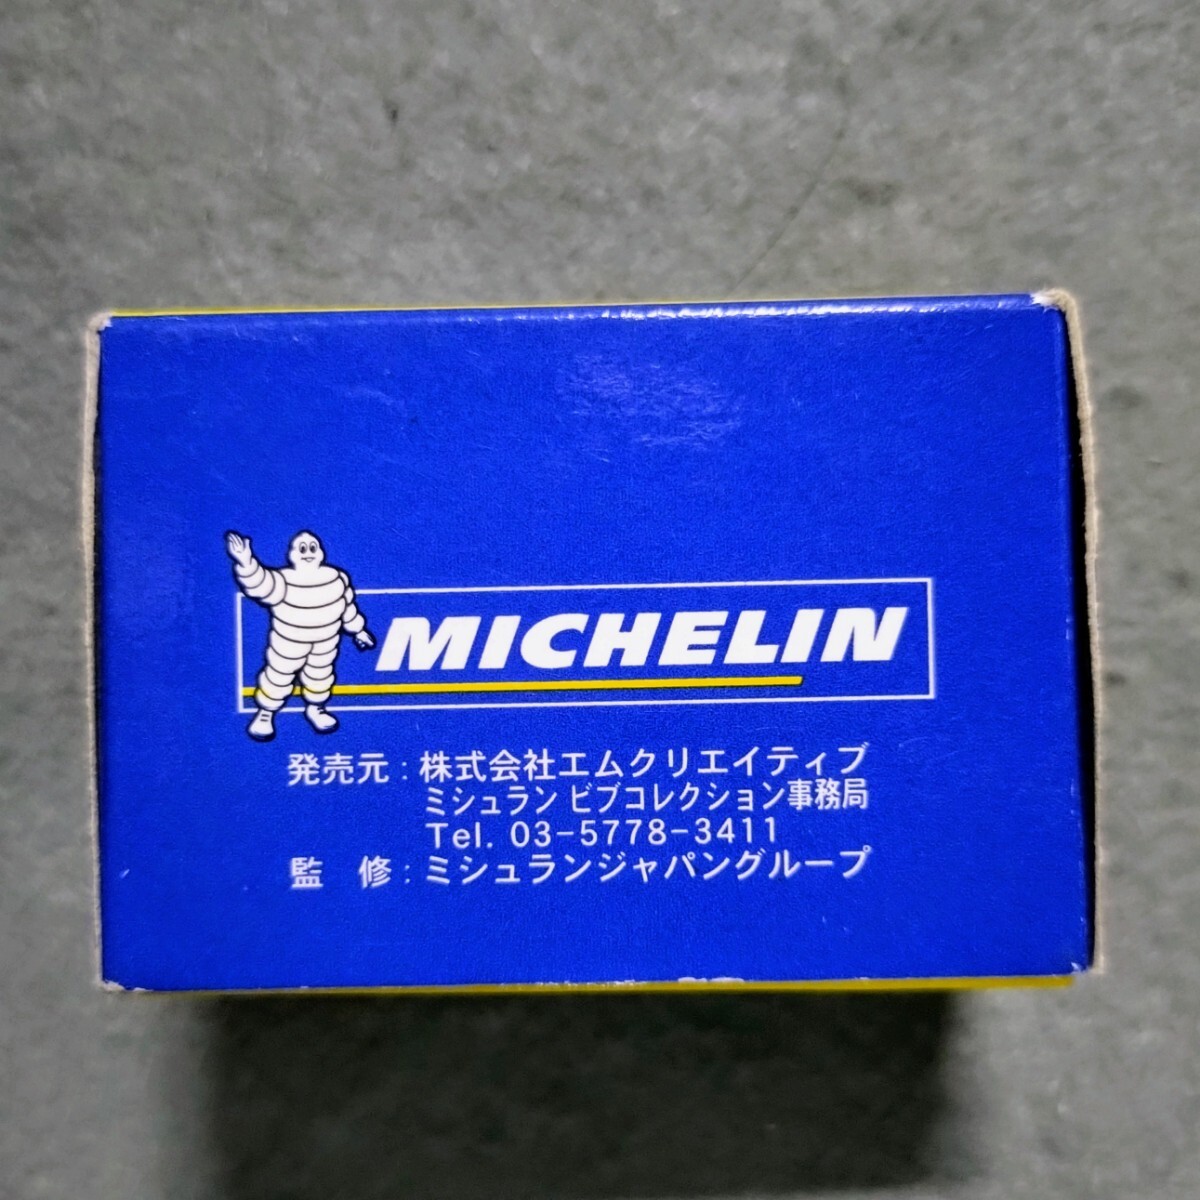 MICHELIN
発売元：株式会社エムクリエイティブ
ミシュラン ビブコレクション事務局
Tel. 03-5778-3411
監　修：ミシュランジャパングループ